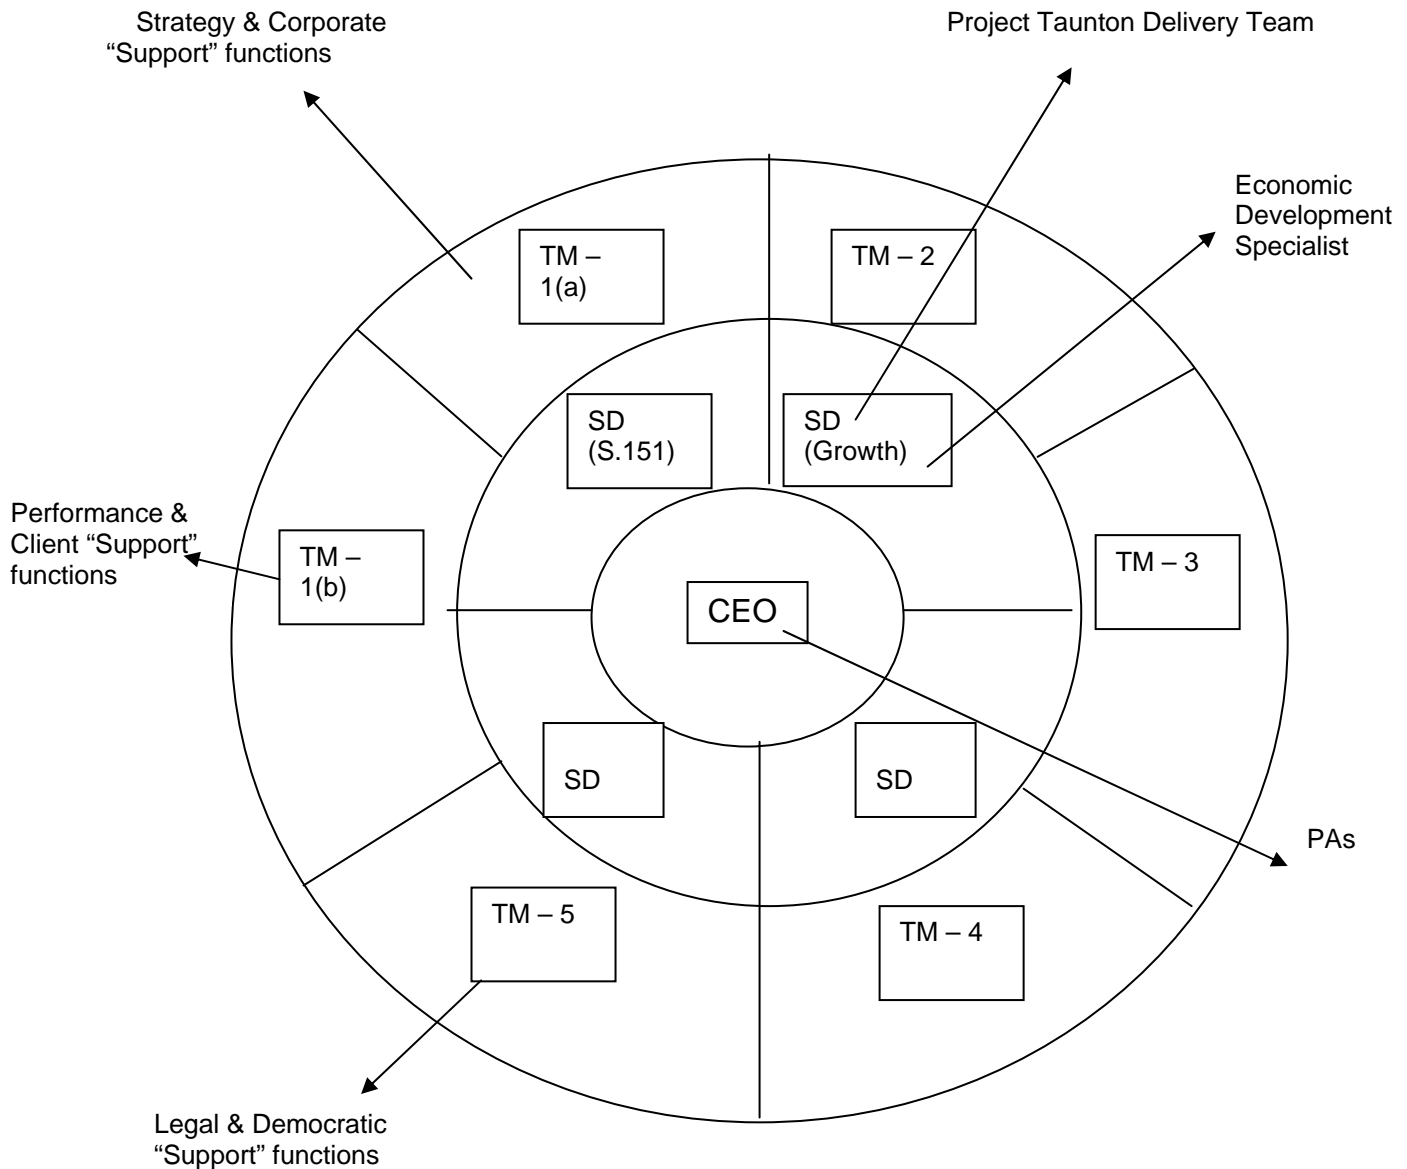 Strategy & Corporate
“Support” functions
Project Taunton Delivery Team
Economic
Development
Specialist
TM –
1(a)
TM – 2
SD
(S.151)
SD
(Growth)
Performance &
Client “Support”
functions
TM –
1(b)
TM – 3
CEO
SD
SD
PAs
TM – 5
TM – 4
Legal & Democratic
“Support” functions